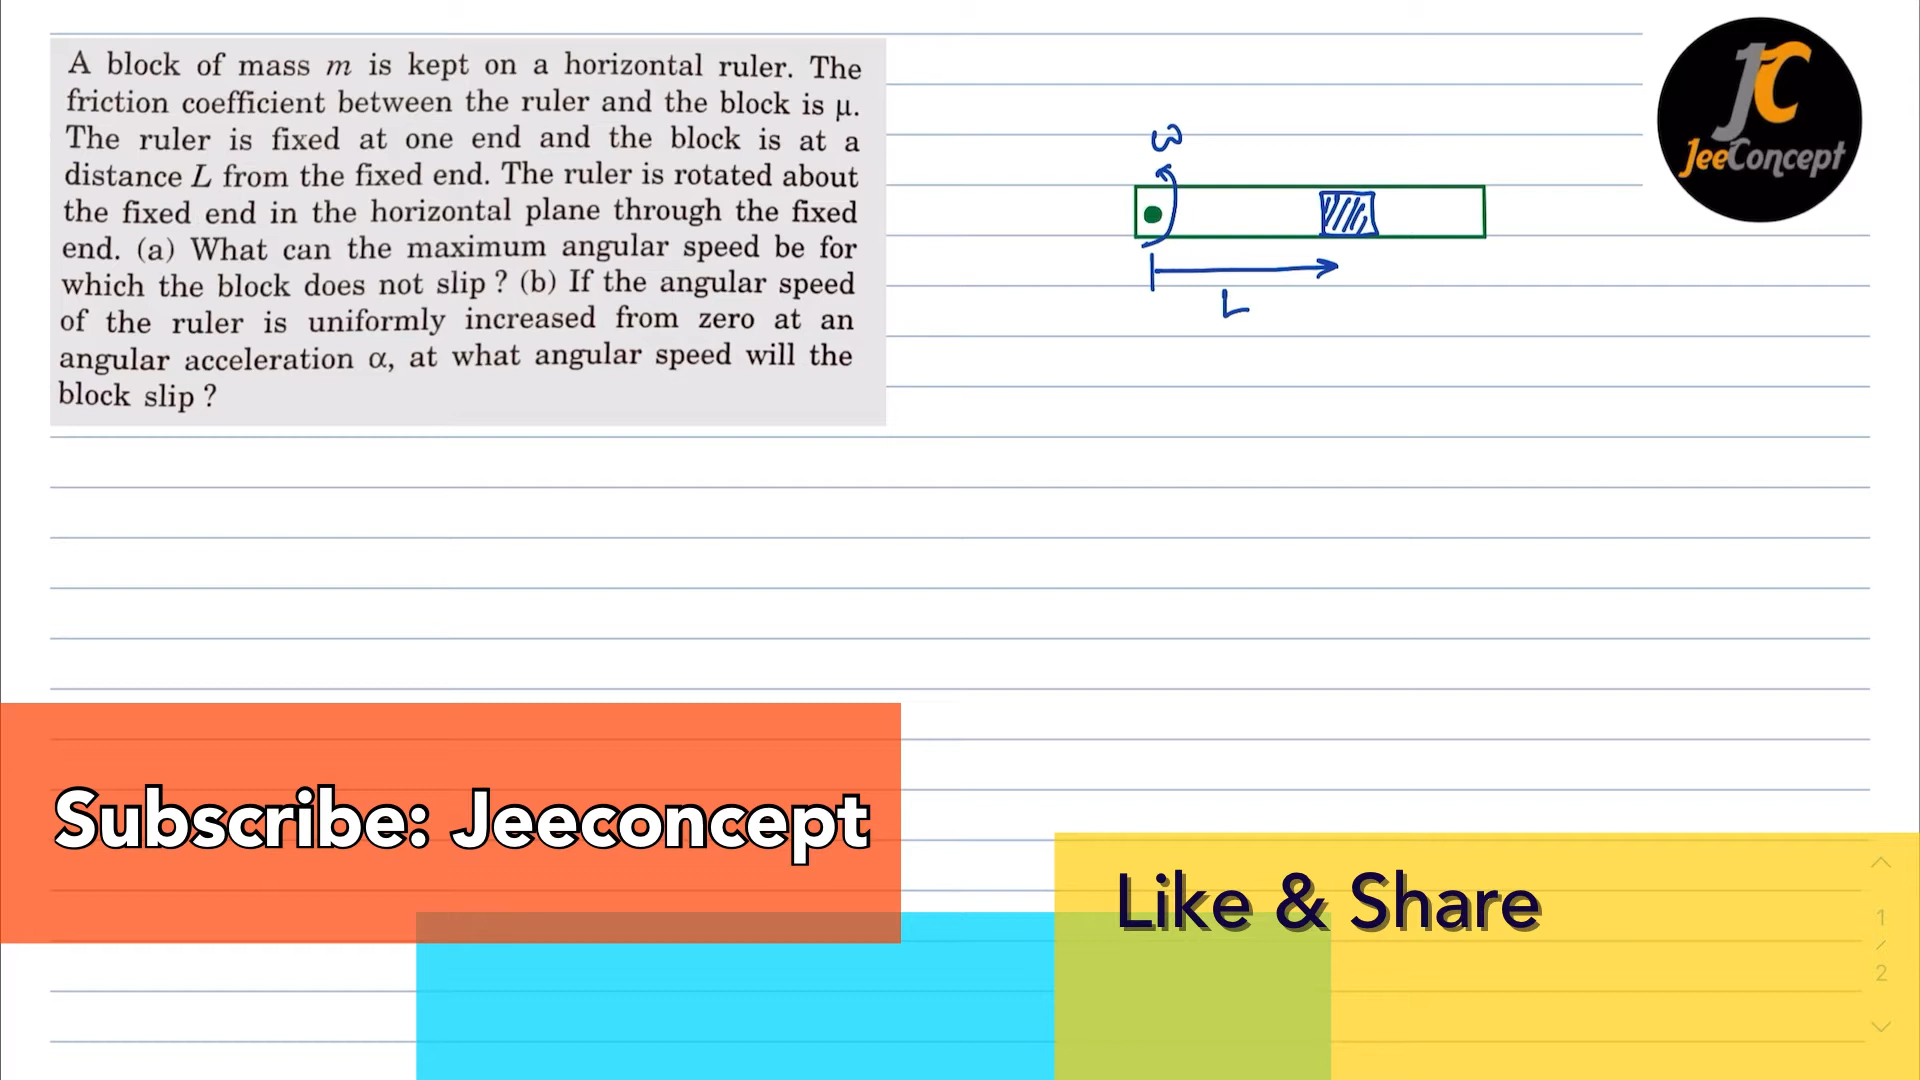 A block of mass m is kept on a horizontal ruler. The
friction coefficient between the ruler and the block is μ.
The ruler is fixed at one end and the block is at a
distance L from the fixed end. The ruler is rotated about
the fixed end in the horizontal plane through the fixed
end. (a) What can the maximum angular speed be for
which the block does not slip ? (b) If the angular speed
of the ruler is uniformly increased from zero at an
angular acceleration α, at what angular speed will the
block slip ?
ω
L
JC
JeeConcept
Subscribe: Jeeconcept
Like & Share
1
/
2